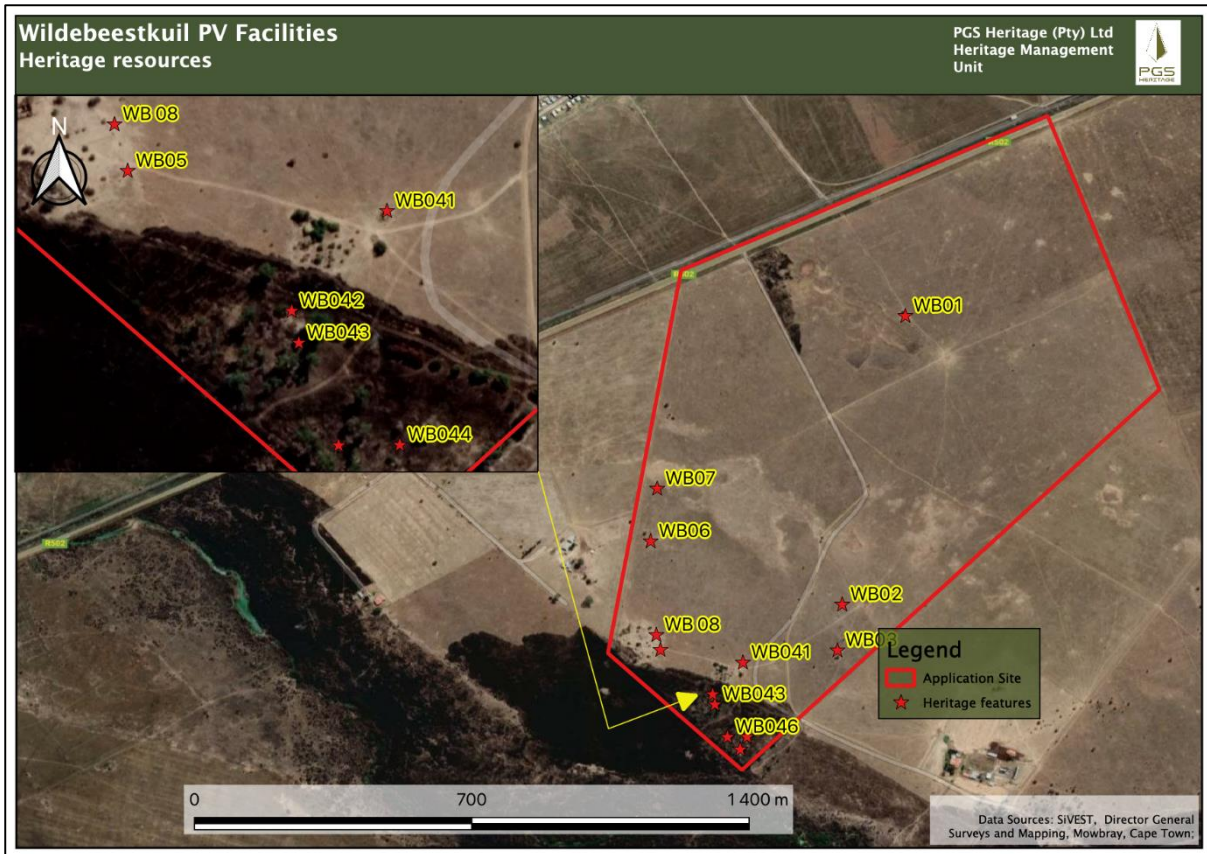 Wildebeestkuil PV Facilities
Heritage resources
PGS Heritage (Pty) Ltd
Heritage Management
Unit
PGS
HERITAGE
N
WB 08
WB05
WB041
WB042
WB043
WB044
R502
R502
R502
WB01
WB07
WB06
WB02
WB 08
WB03
WB041
WB043
WB046
Legend
Application Site
Heritage features
0 700 1 400 m
Data Sources: SiVEST, Director General
Surveys and Mapping, Mowbray, Cape Town;